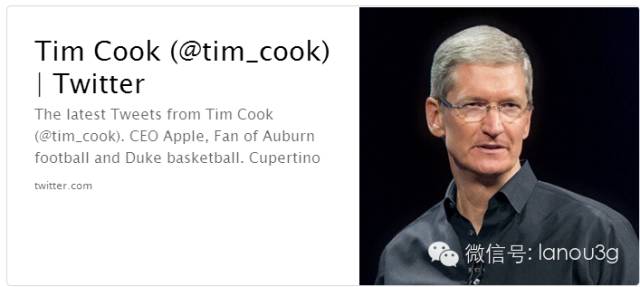 Tim Cook (@tim_cook)
| Twitter
The latest Tweets from Tim Cook
(@tim_cook). CEO Apple, Fan of Auburn
football and Duke basketball. Cupertino
twitter.com
微信号: lanou3g